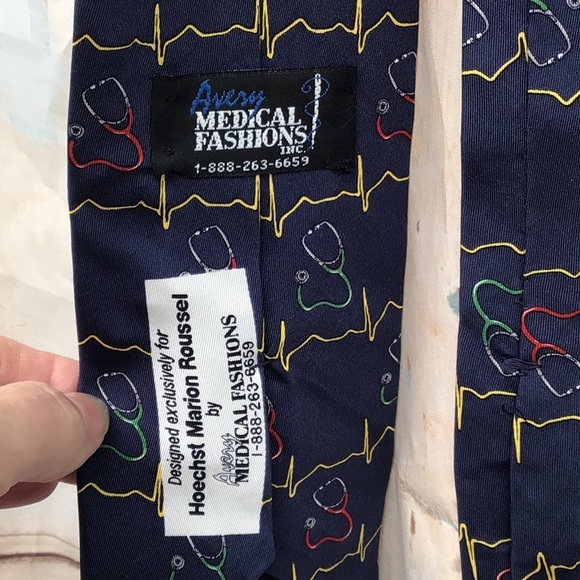 Avery
MEDICAL
FASHIONS
INC.
1-888-263-6659
Designed exclusively for
Hoechst Marion Roussel
by
Avery
MEDICAL FASHIONS
1-888-263-6659